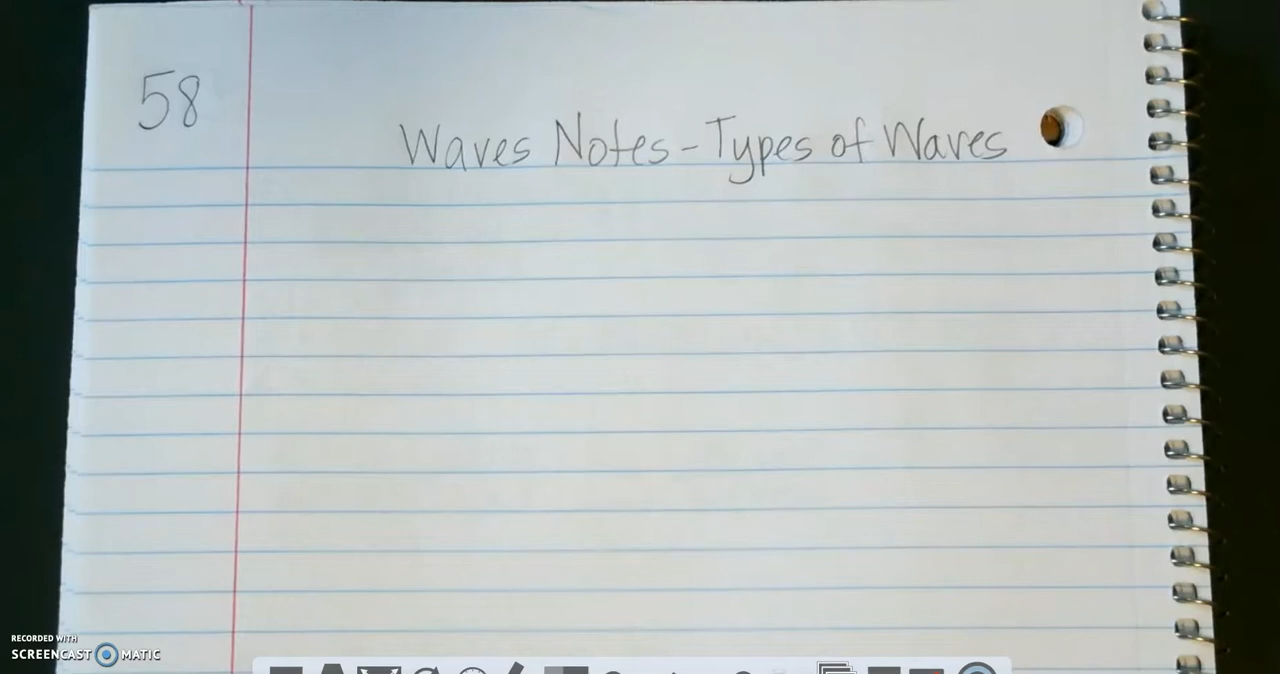 58
Waves Notes - Types of Waves
RECORDED WITH
SCREENCAST MATIC